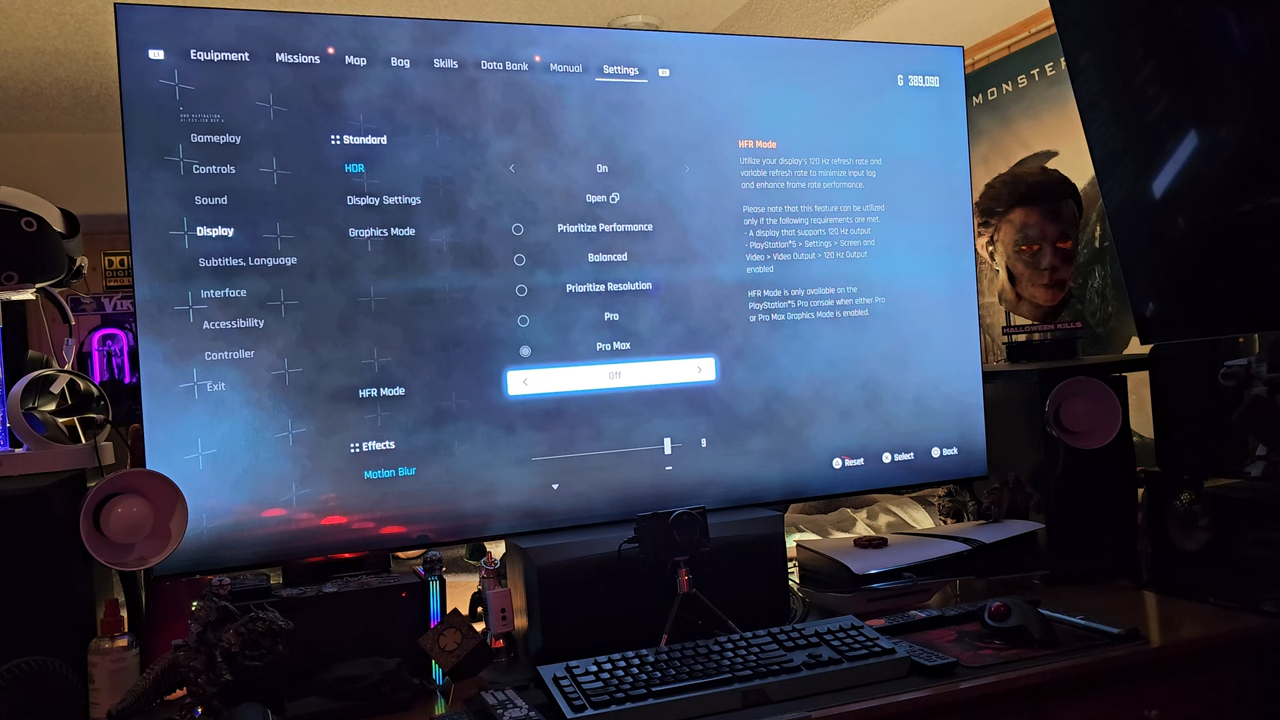 L1 Equipment Missions Map Bag Skills Data Bank Manual Settings R1
G 389,090
Gameplay
Controls
Sound
Display
Subtitles, Language
Interface
Accessibility
Controller
Exit
Standard
HDR
On
Display Settings
Open
Graphics Mode
Prioritize Performance
Balanced
Prioritize Resolution
Pro
Pro Max
HFR Mode
Off
Effects
Motion Blur
9
HFR Mode
Utilize your display's 120 Hz refresh rate and
variable refresh rate to minimize input lag
and enhance frame rate performance.
Please note that this feature can be utilized
only if the following requirements are met.
- A display that supports 120 Hz output
- PlayStation®5 > Settings > Screen and
Video > Video Output > 120 Hz Output
enabled
HFR Mode is only available on the
PlayStation®5 Pro console when either Pro
or Pro Max Graphics Mode is enabled.
Reset Select Back
MONSTER
HALLOWEEN KILLS